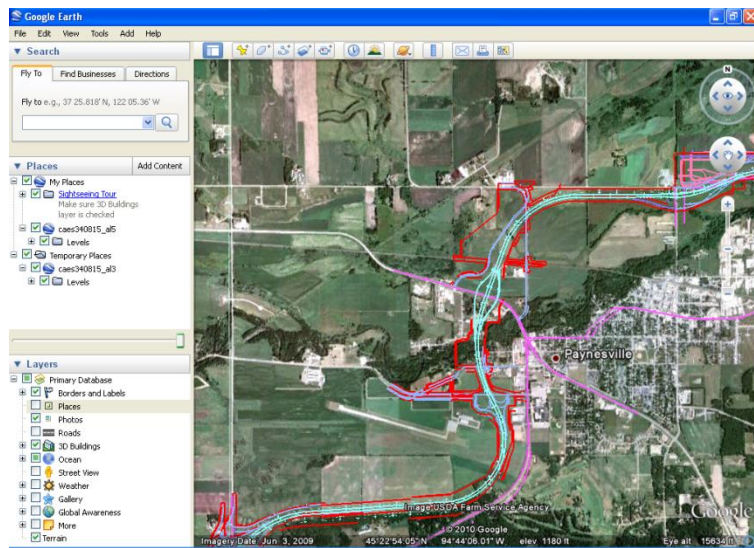 Google Earth
File Edit View Tools Add Help
Search
Fly To Find Businesses Directions
Fly to e.g., 37 25.818' N, 122 05.36' W
Places Add Content
My Places
Sightseeing Tour
Make sure 3D Buildings
layer is checked
caes340815_al5
Levels
Temporary Places
caes340815_al3
Levels
Layers
Primary Database
Borders and Labels
Places
Photos
Roads
3D Buildings
Ocean
Street View
Weather
Gallery
Global Awareness
More
Terrain
N
Paynesville
Image USDA Farm Service Agency
© 2010 Google
Google
Imagery Date: Jun 3, 2009 45°22'54.05" N 94°44'06.01" W elev 1180 ft Eye alt 15634 ft